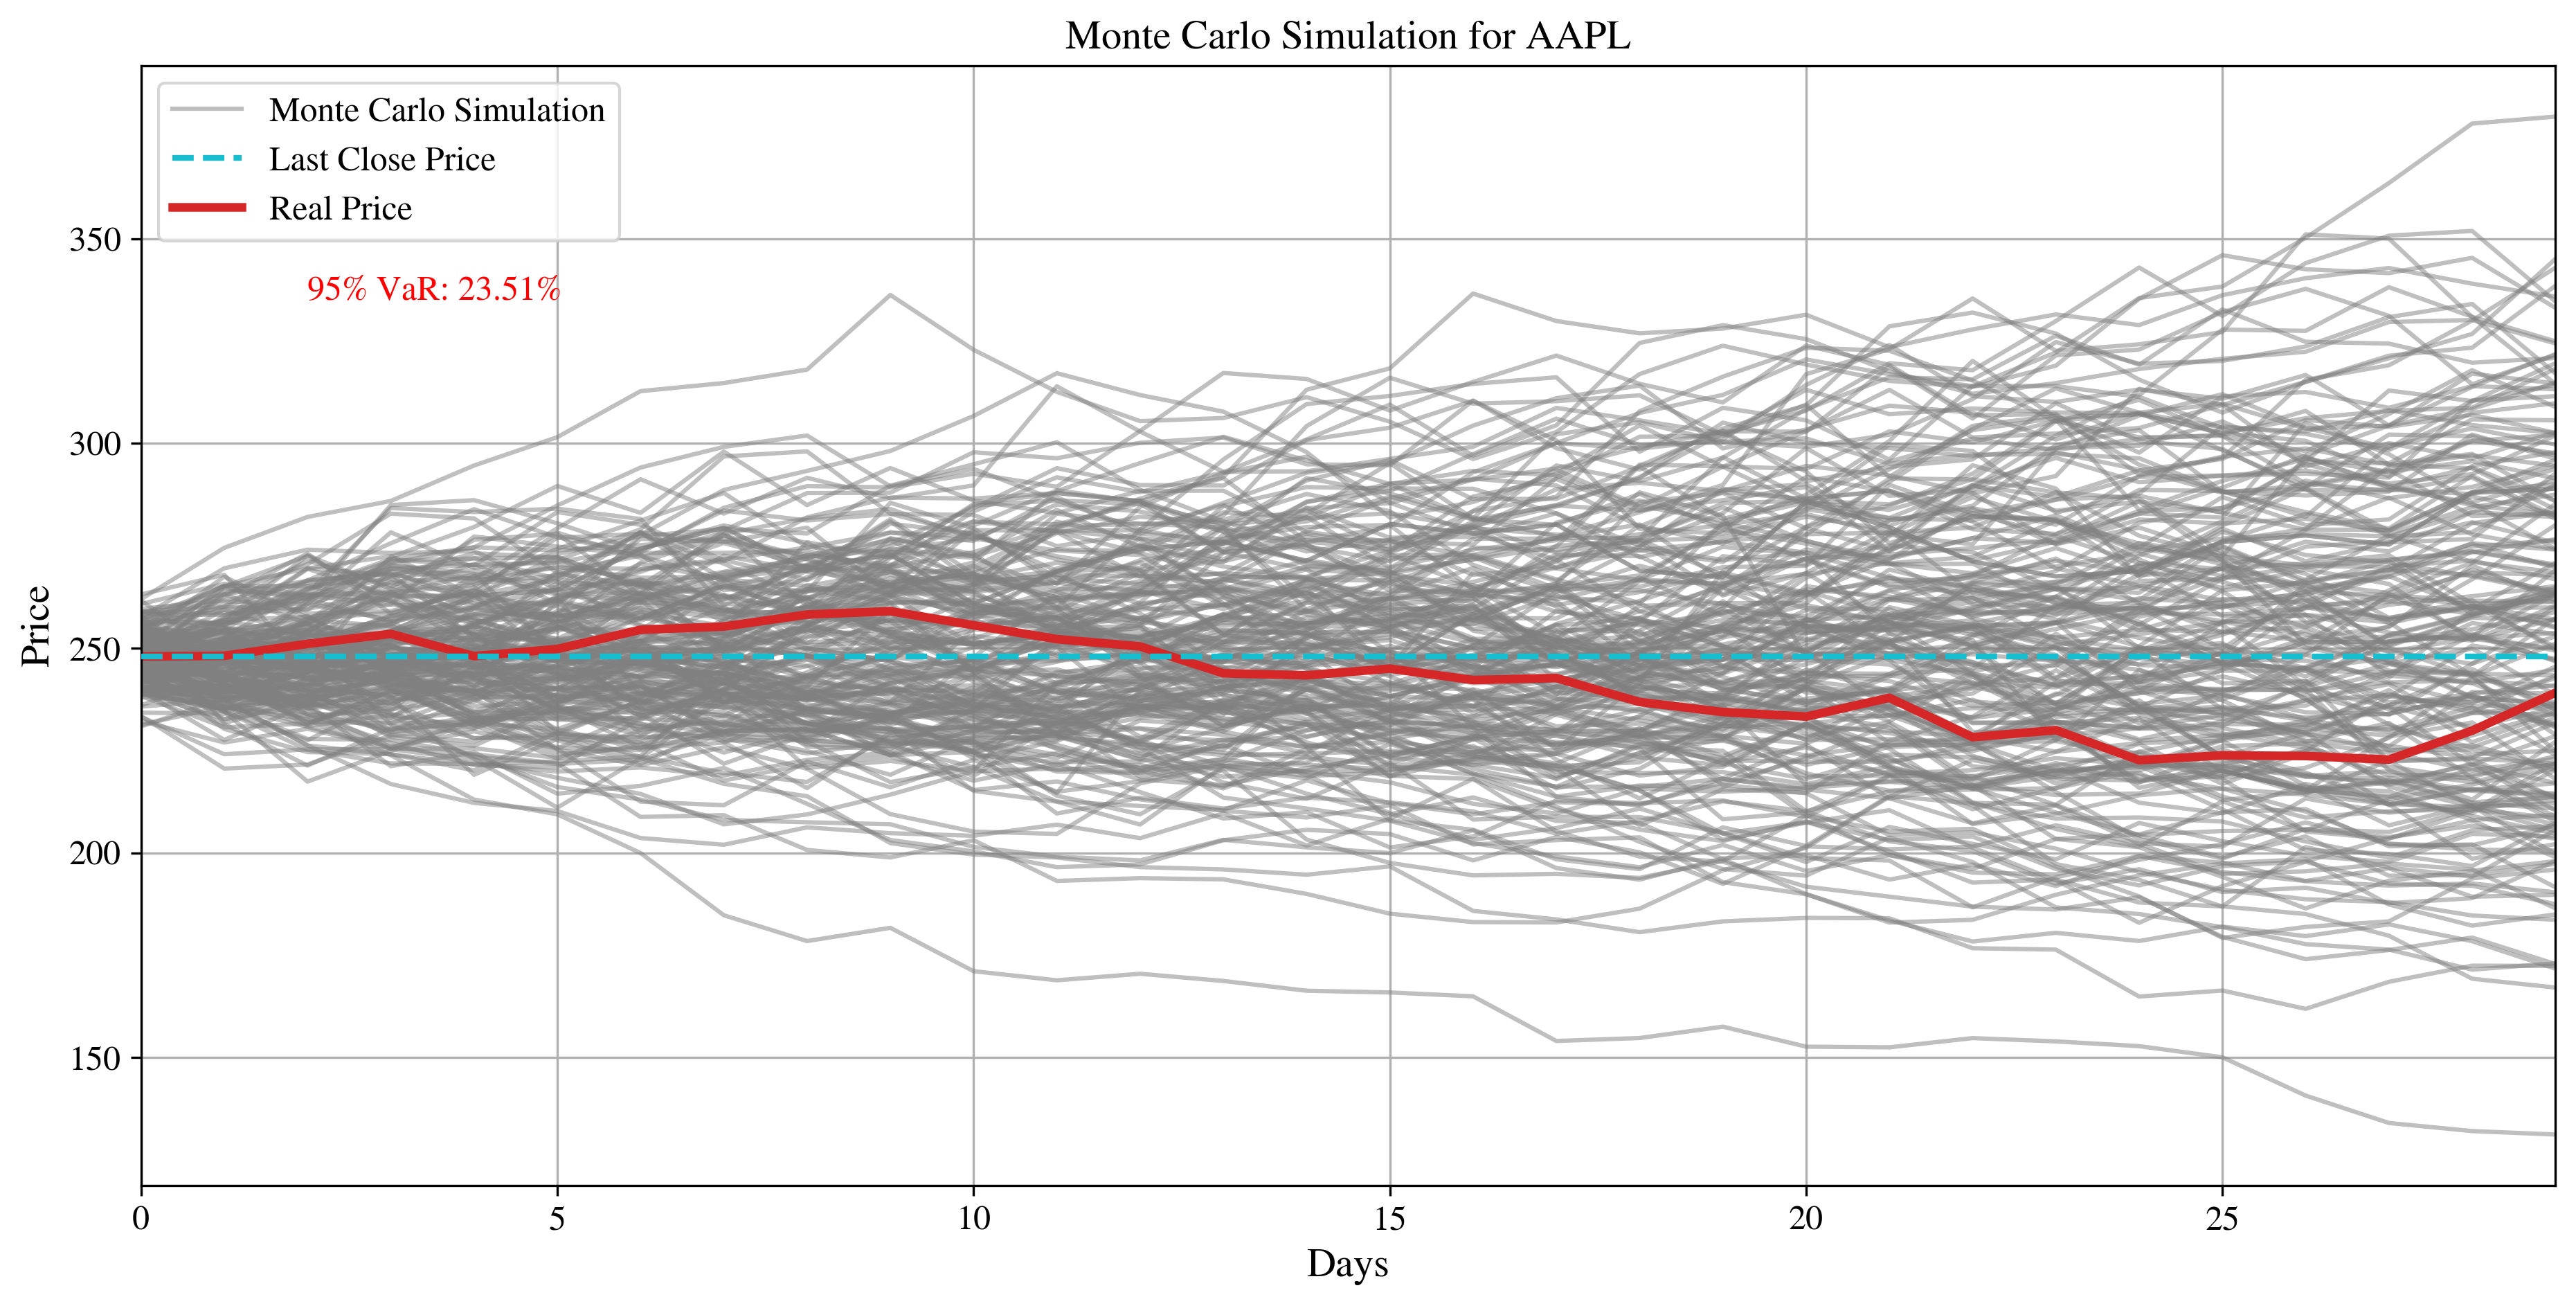 Monte Carlo Simulation for AAPL
Monte Carlo Simulation
Last Close Price
Real Price
95% VaR: 23.51%
350
300
250
200
150
Price
0 5 10 15 20 25
Days